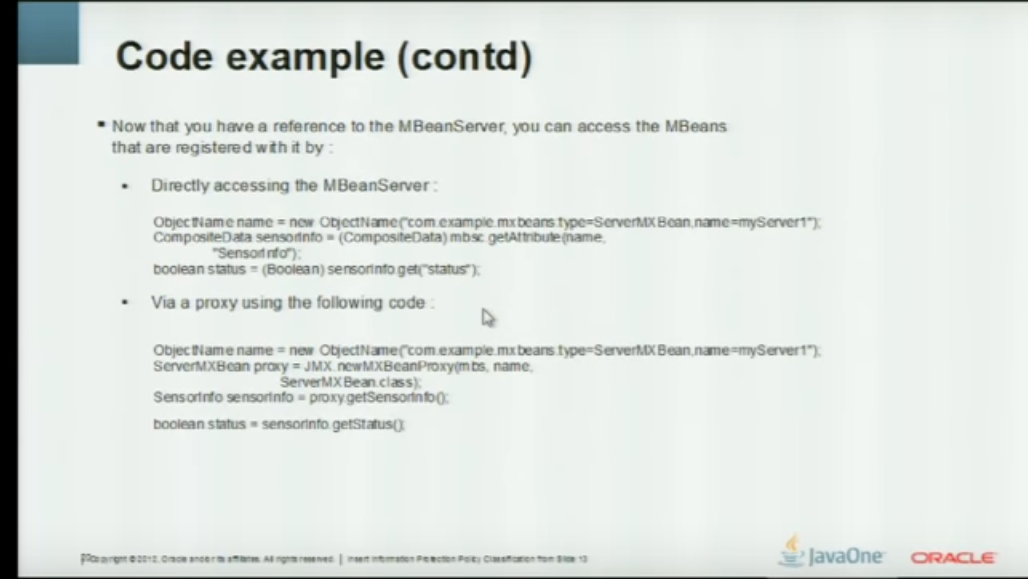 Code example (contd)
Now that you have a reference to the MBeanServer, you can access the MBeans
that are registered with it by :
Directly accessing the MBeanServer :
ObjectName name = new ObjectName("com.example.mxbeans:type=ServerMXBean,name=myServer1");
CompositeData sensorInfo = (CompositeData) mbsc.getAttribute(name,
"SensorInfo");
boolean status = (Boolean) sensorInfo.get("status");
Via a proxy using the following code :
ObjectName name = new ObjectName("com.example.mxbeans:type=ServerMXBean,name=myServer1");
ServerMXBean proxy = JMX.newMXBeanProxy(mbs, name,
ServerMXBean.class);
SensorInfo sensorInfo = proxy.getSensorInfo();
boolean status = sensorInfo.getStatus();
Copyright © 2012, Oracle and/or its affiliates. All rights reserved. | Insert Information Protection Policy Classification from Slide 13
JavaOne ORACLE